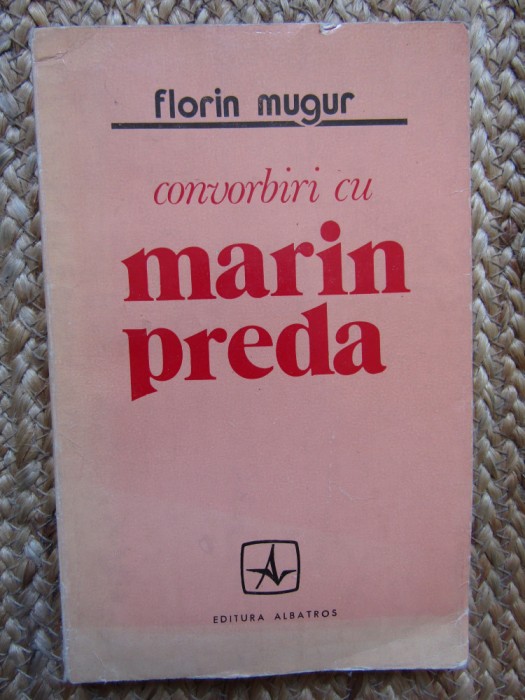 florin mugur
convorbiri cu
marin
preda
EDITURA ALBATROS